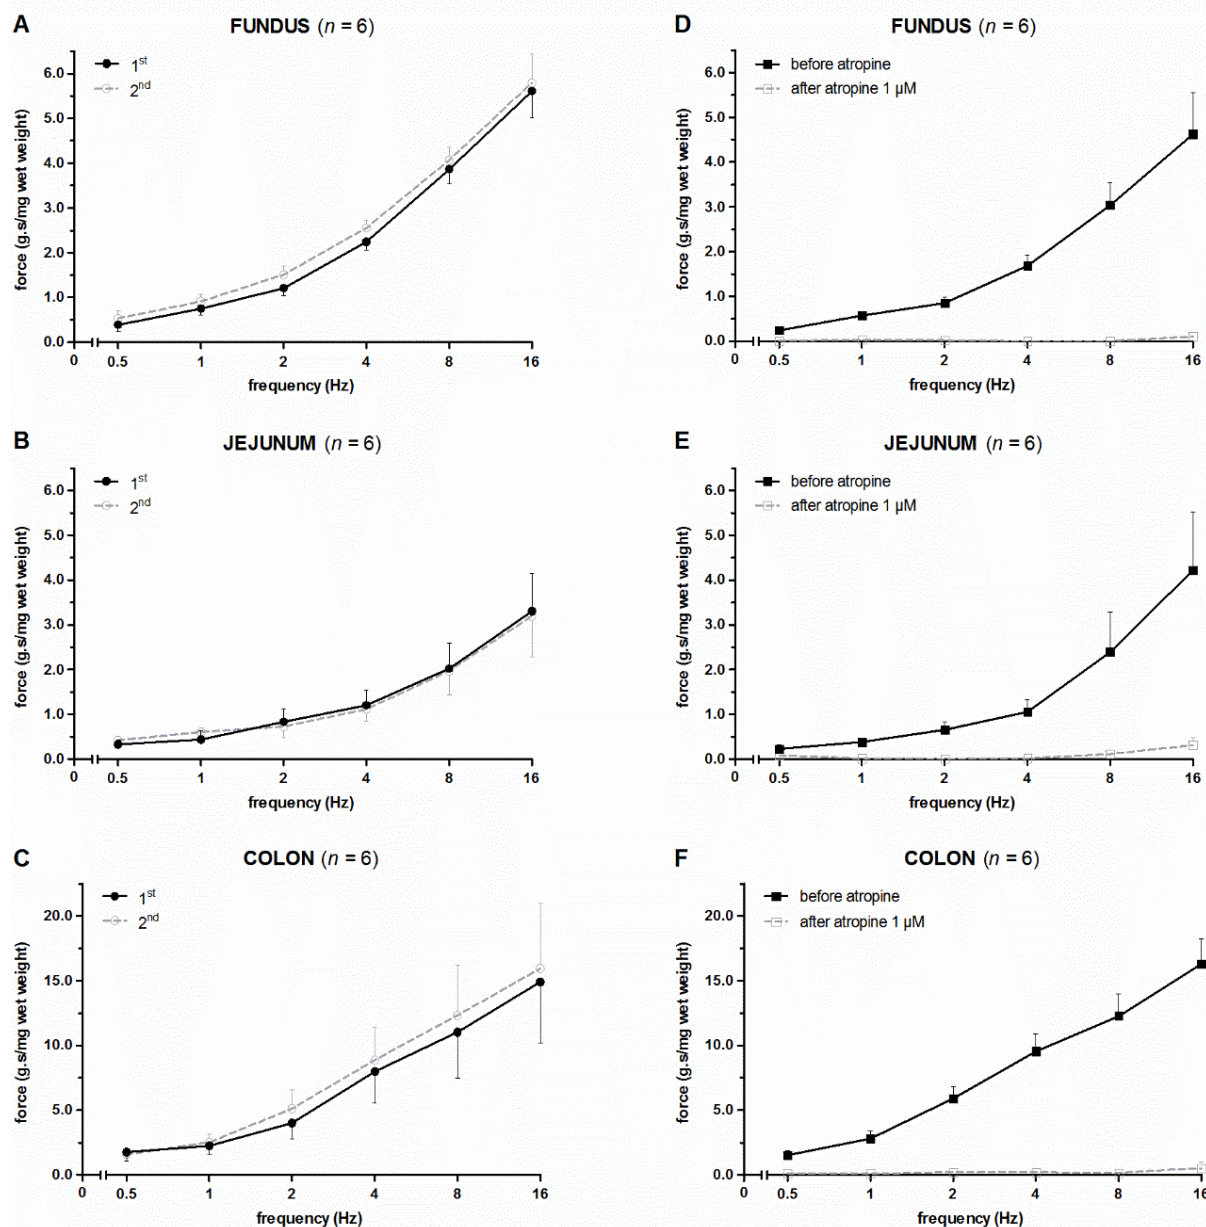 A
FUNDUS (n = 6)
1st
2nd
force (g.s/mg wet weight)
6.0
5.0
4.0
3.0
2.0
1.0
0.0
0 0.5 1 2 4 8 16
frequency (Hz)
D
FUNDUS (n = 6)
before atropine
after atropine 1 µM
force (g.s/mg wet weight)
6.0
5.0
4.0
3.0
2.0
1.0
0.0
0 0.5 1 2 4 8 16
frequency (Hz)
B
JEJUNUM (n = 6)
1st
2nd
force (g.s/mg wet weight)
6.0
5.0
4.0
3.0
2.0
1.0
0.0
0 0.5 1 2 4 8 16
frequency (Hz)
E
JEJUNUM (n = 6)
before atropine
after atropine 1 µM
force (g.s/mg wet weight)
6.0
5.0
4.0
3.0
2.0
1.0
0.0
0 0.5 1 2 4 8 16
frequency (Hz)
C
COLON (n = 6)
1st
2nd
force (g.s/mg wet weight)
20.0
15.0
10.0
5.0
0.0
0 0.5 1 2 4 8 16
frequency (Hz)
F
COLON (n = 6)
before atropine
after atropine 1 µM
force (g.s/mg wet weight)
20.0
15.0
10.0
5.0
0.0
0 0.5 1 2 4 8 16
frequency (Hz)